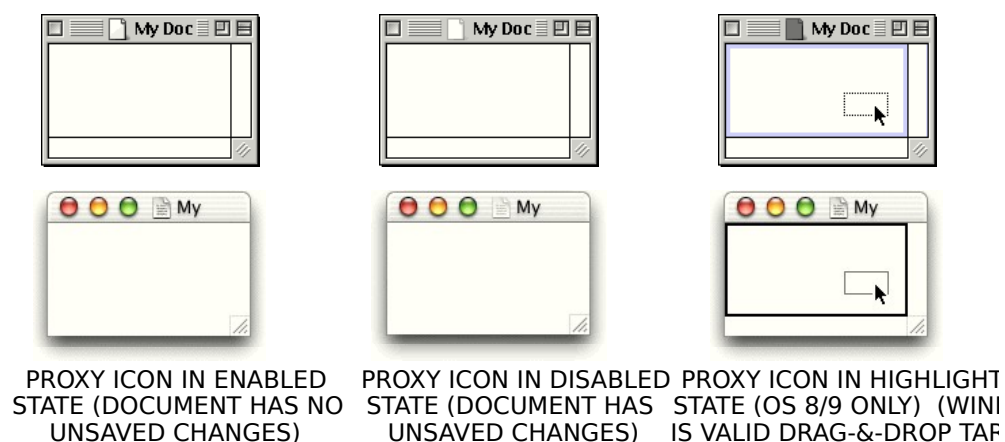 My Doc
My Doc
My Doc
My
My
My
PROXY ICON IN ENABLED
STATE (DOCUMENT HAS NO
UNSAVED CHANGES)
PROXY ICON IN DISABLED
STATE (DOCUMENT HAS
UNSAVED CHANGES)
PROXY ICON IN HIGHLIGHT
STATE (OS 8/9 ONLY) (WIN
IS VALID DRAG-&-DROP TAR